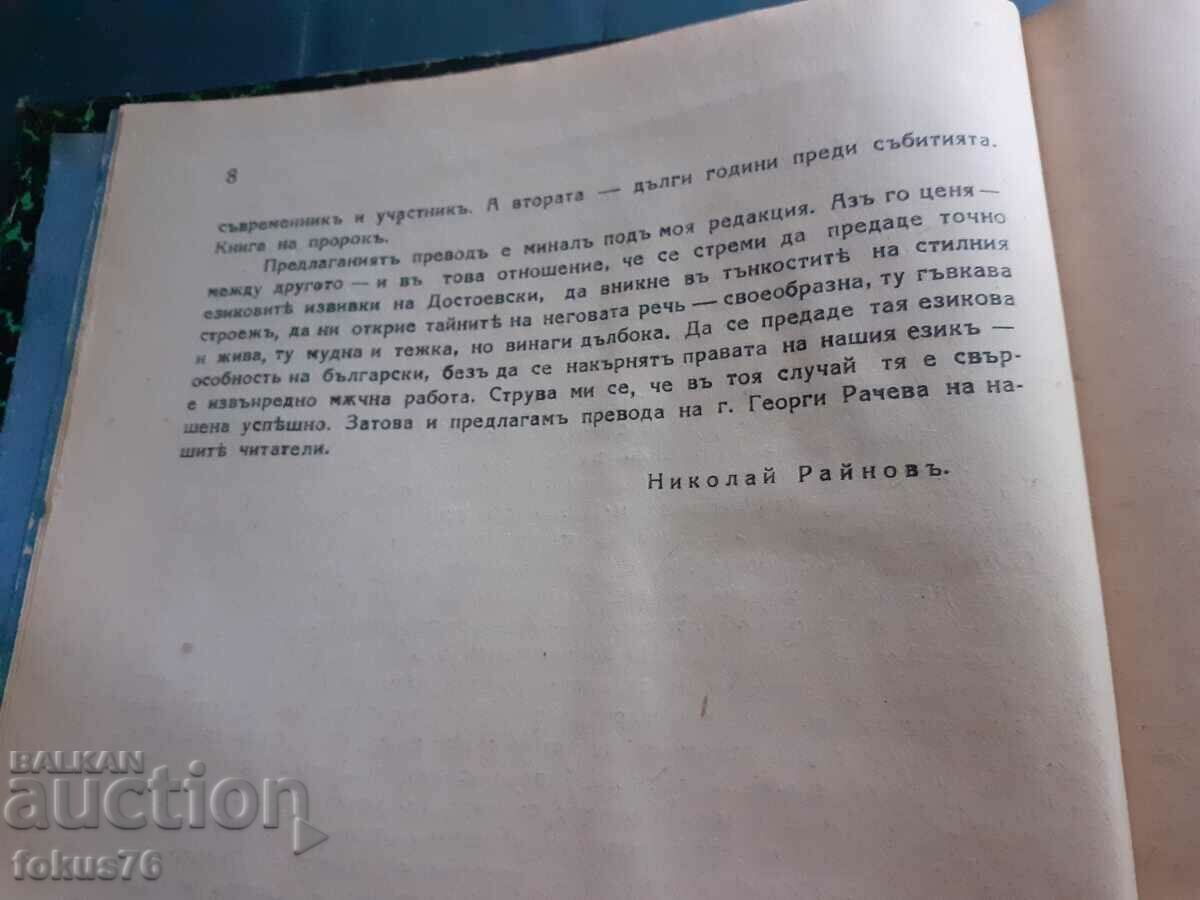 8
съвременникъ и участникъ. А втората — дълги години преди събитията.
Книга на пророкъ.
Предлаганиятъ преводъ е миналъ подъ моя редакция. Азъ го ценя —
между другото — и въ това отношение, че се стреми да предаде точно
езиковитѣ извивки на Достоевски, да вникне въ тънкоститѣ на стилния
строежъ, да ни открие тайнитѣ на неговата речь — своеобразна, ту гъвкава
и жива, ту мудна и тежка, но винаги дълбока. Да се предаде тая езикова
особность на български, безъ да се накърнятъ правата на нашия езикъ —
е извънредно мѫчна работа. Струва ми се, че въ тоя случай тя е свър-
шена успѣшно. Затова и предлагамъ превода на г. Георги Рачева на на-
шитѣ читатели.
Николай Райновъ.
BALKAN
auction
fokus76